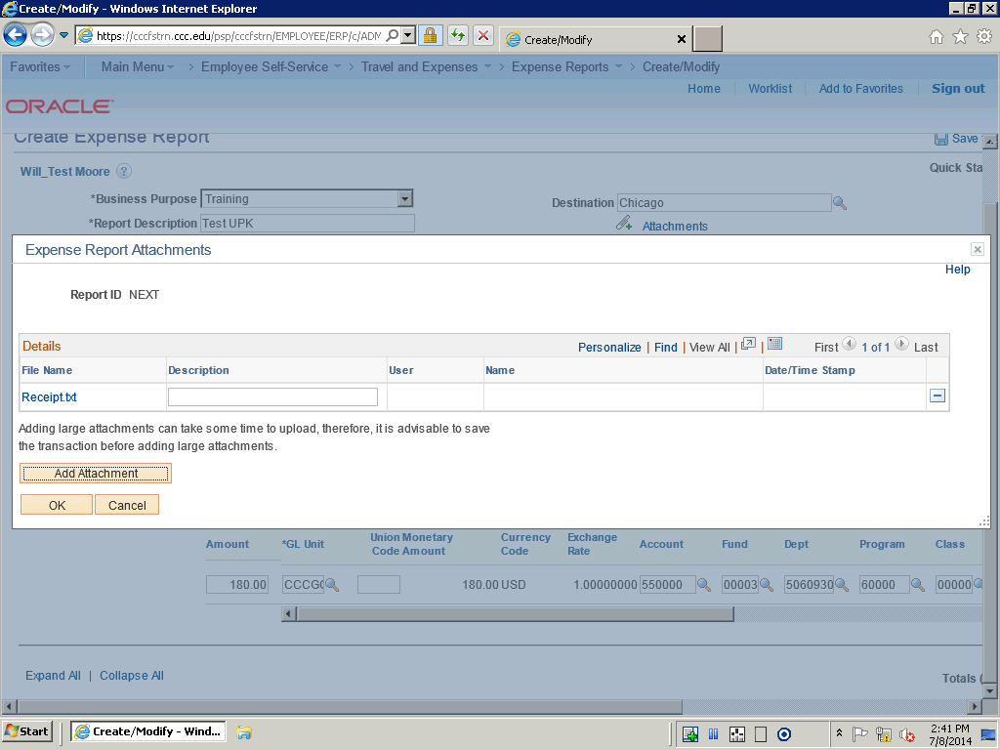 Create/Modify - Windows Internet Explorer
https://cccfstrn.ccc.edu/psp/cccfstrn/EMPLOYEE/ERP/c/ADM
Create/Modify
Favorites Main Menu > Employee Self-Service > Travel and Expenses > Expense Reports > Create/Modify
Home Worklist Add to Favorites Sign out
ORACLE
Create Expense Report
Save
Will_Test Moore ?
Quick Sta
*Business Purpose Training
Destination Chicago
*Report Description Test UPK
Attachments
Expense Report Attachments
Help
Report ID NEXT
Details
Personalize | Find | View All | | First 1 of 1 Last
File Name Description User Name Date/Time Stamp
Receipt.txt
Adding large attachments can take some time to upload, therefore, it is advisable to save
the transaction before adding large attachments.
Add Attachment
OK Cancel
Amount *GL Unit Union Monetary Code Amount Currency Code Exchange Rate Account Fund Dept Program Class
180.00 CCCG 180.00 USD 1.00000000 550000 00003 5060930 60000 00000
Expand All | Collapse All
Totals (
Start Create/Modify - Wind... 2:41 PM
7/8/2014